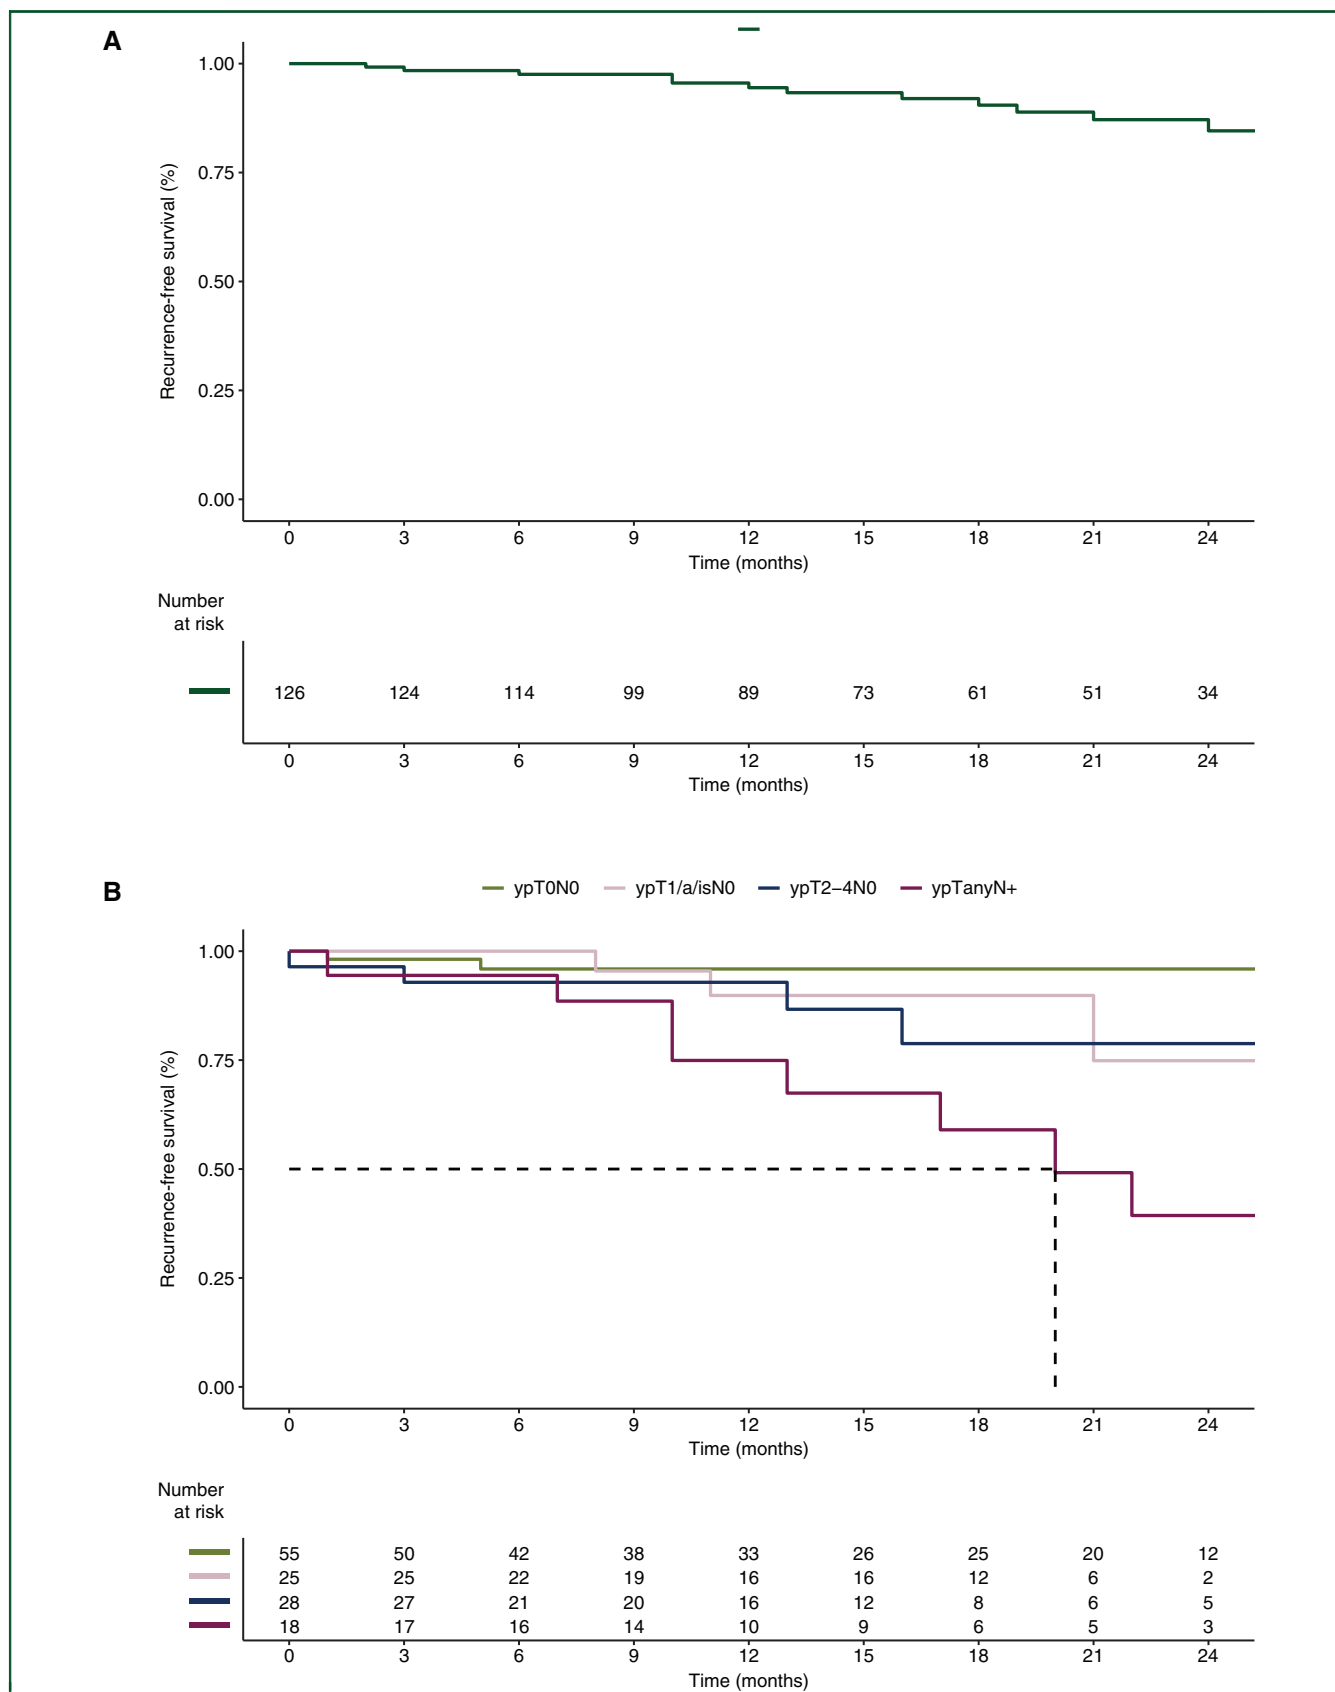 A
1.00
0.75
0.50
0.25
0.00
Recurrence-free survival (%)
0 3 6 9 12 15 18 21 24
Time (months)
Number
at risk
126 124 114 99 89 73 61 51 34
0 3 6 9 12 15 18 21 24
Time (months)
B
ypT0N0 ypT1/a/isN0 ypT2–4N0 ypTanyN+
1.00
0.75
0.50
0.25
0.00
Recurrence-free survival (%)
0 3 6 9 12 15 18 21 24
Time (months)
Number
at risk
55 50 42 38 33 26 25 20 12
25 25 22 19 16 16 12 6 2
28 27 21 20 16 12 8 6 5
18 17 16 14 10 9 6 5 3
0 3 6 9 12 15 18 21 24
Time (months)